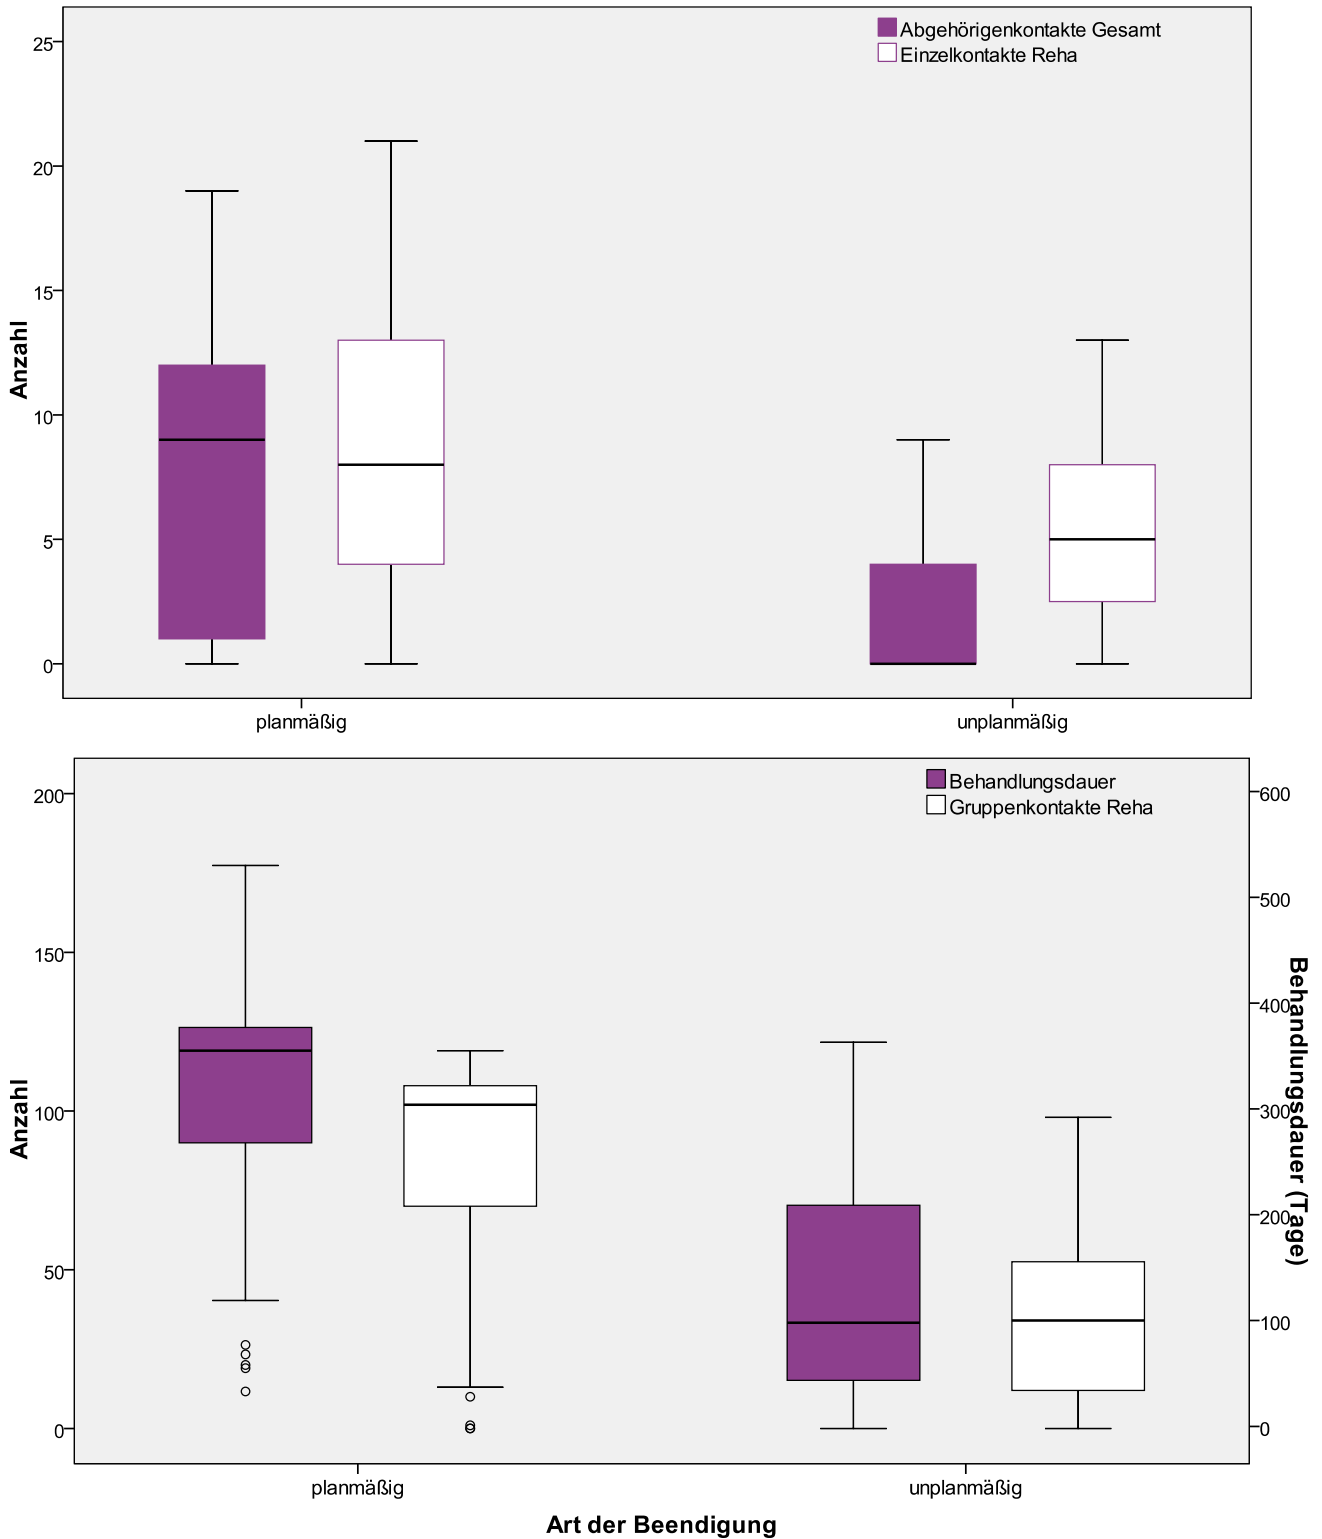 Abgehörigenkontakte Gesamt
Einzelkontakte Reha
25
20
15
10
5
0
Anzahl
planmäßig
unplanmäßig
Behandlungsdauer
Gruppenkontakte Reha
200
150
100
50
0
Anzahl
600
500
400
300
200
100
0
Behandlungsdauer (Tage)
planmäßig
unplanmäßig
Art der Beendigung